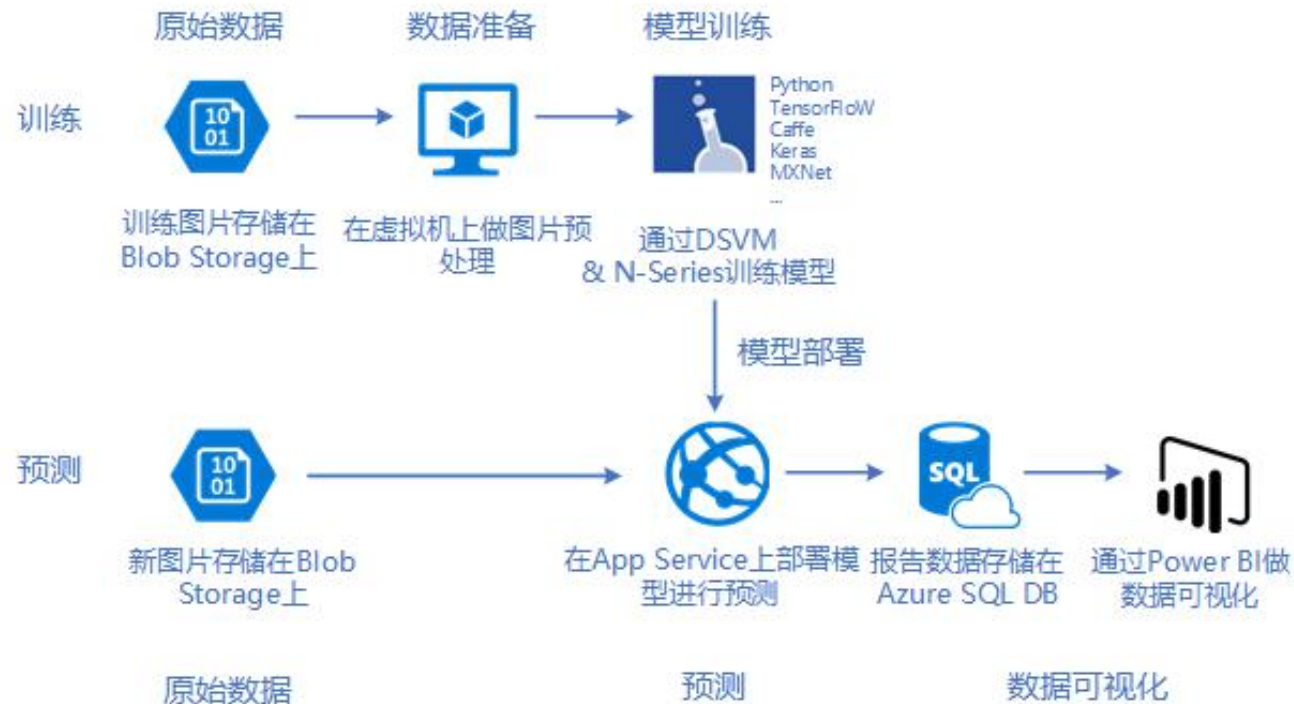 原始数据
数据准备
模型训练
训练
10
01
Python
TensorFloW
Caffe
Keras
MXNet
...
训练图片存储在
Blob Storage上
在虚拟机上做图片预
处理
通过DSVM
& N-Series训练模型
模型部署
预测
10
01
SQL
新图片存储在Blob
Storage上
在App Service上部署模
型进行预测
报告数据存储在
Azure SQL DB
通过Power BI做
数据可视化
原始数据
预测
数据可视化